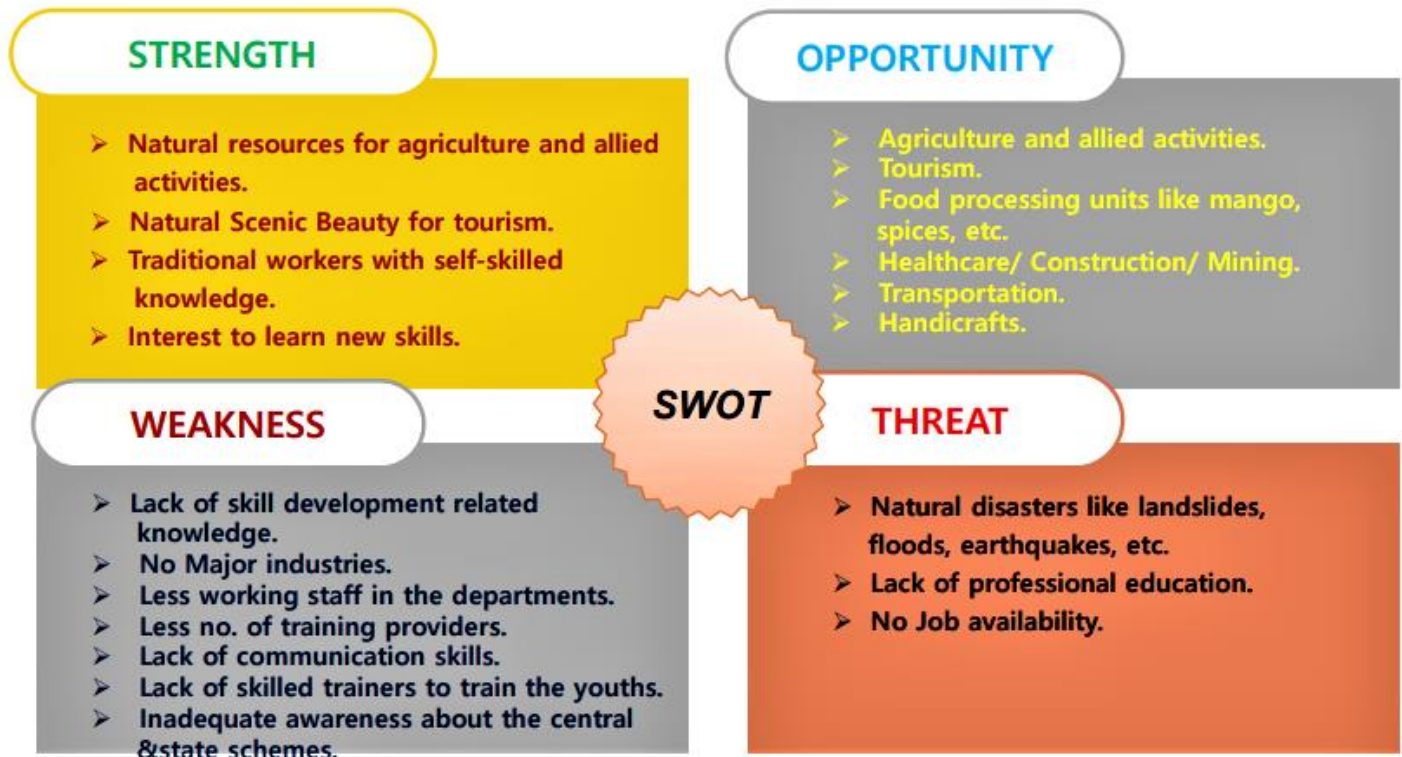 STRENGTH
➢ Natural resources for agriculture and allied
activities.
➢ Natural Scenic Beauty for tourism.
➢ Traditional workers with self-skilled
knowledge.
➢ Interest to learn new skills.
OPPORTUNITY
➢ Agriculture and allied activities.
➢ Tourism.
➢ Food processing units like mango,
spices, etc.
➢ Healthcare/ Construction/ Mining.
➢ Transportation.
➢ Handicrafts.
SWOT
WEAKNESS
➢ Lack of skill development related
knowledge.
➢ No Major industries.
➢ Less working staff in the departments.
➢ Less no. of training providers.
➢ Lack of communication skills.
➢ Lack of skilled trainers to train the youths.
➢ Inadequate awareness about the central
&state schemes.
THREAT
➢ Natural disasters like landslides,
floods, earthquakes, etc.
➢ Lack of professional education.
➢ No Job availability.